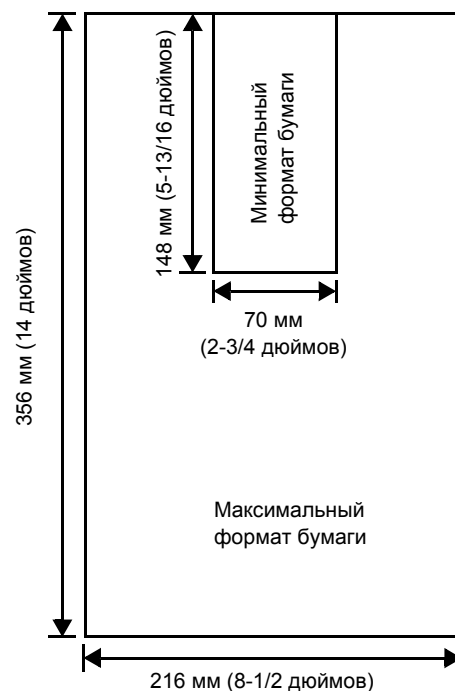 148 мм (5-13/16 дюймов)
Минимальный
формат бумаги
70 мм
(2-3/4 дюймов)
356 мм (14 дюймов)
Максимальный
формат бумаги
216 мм (8-1/2 дюймов)